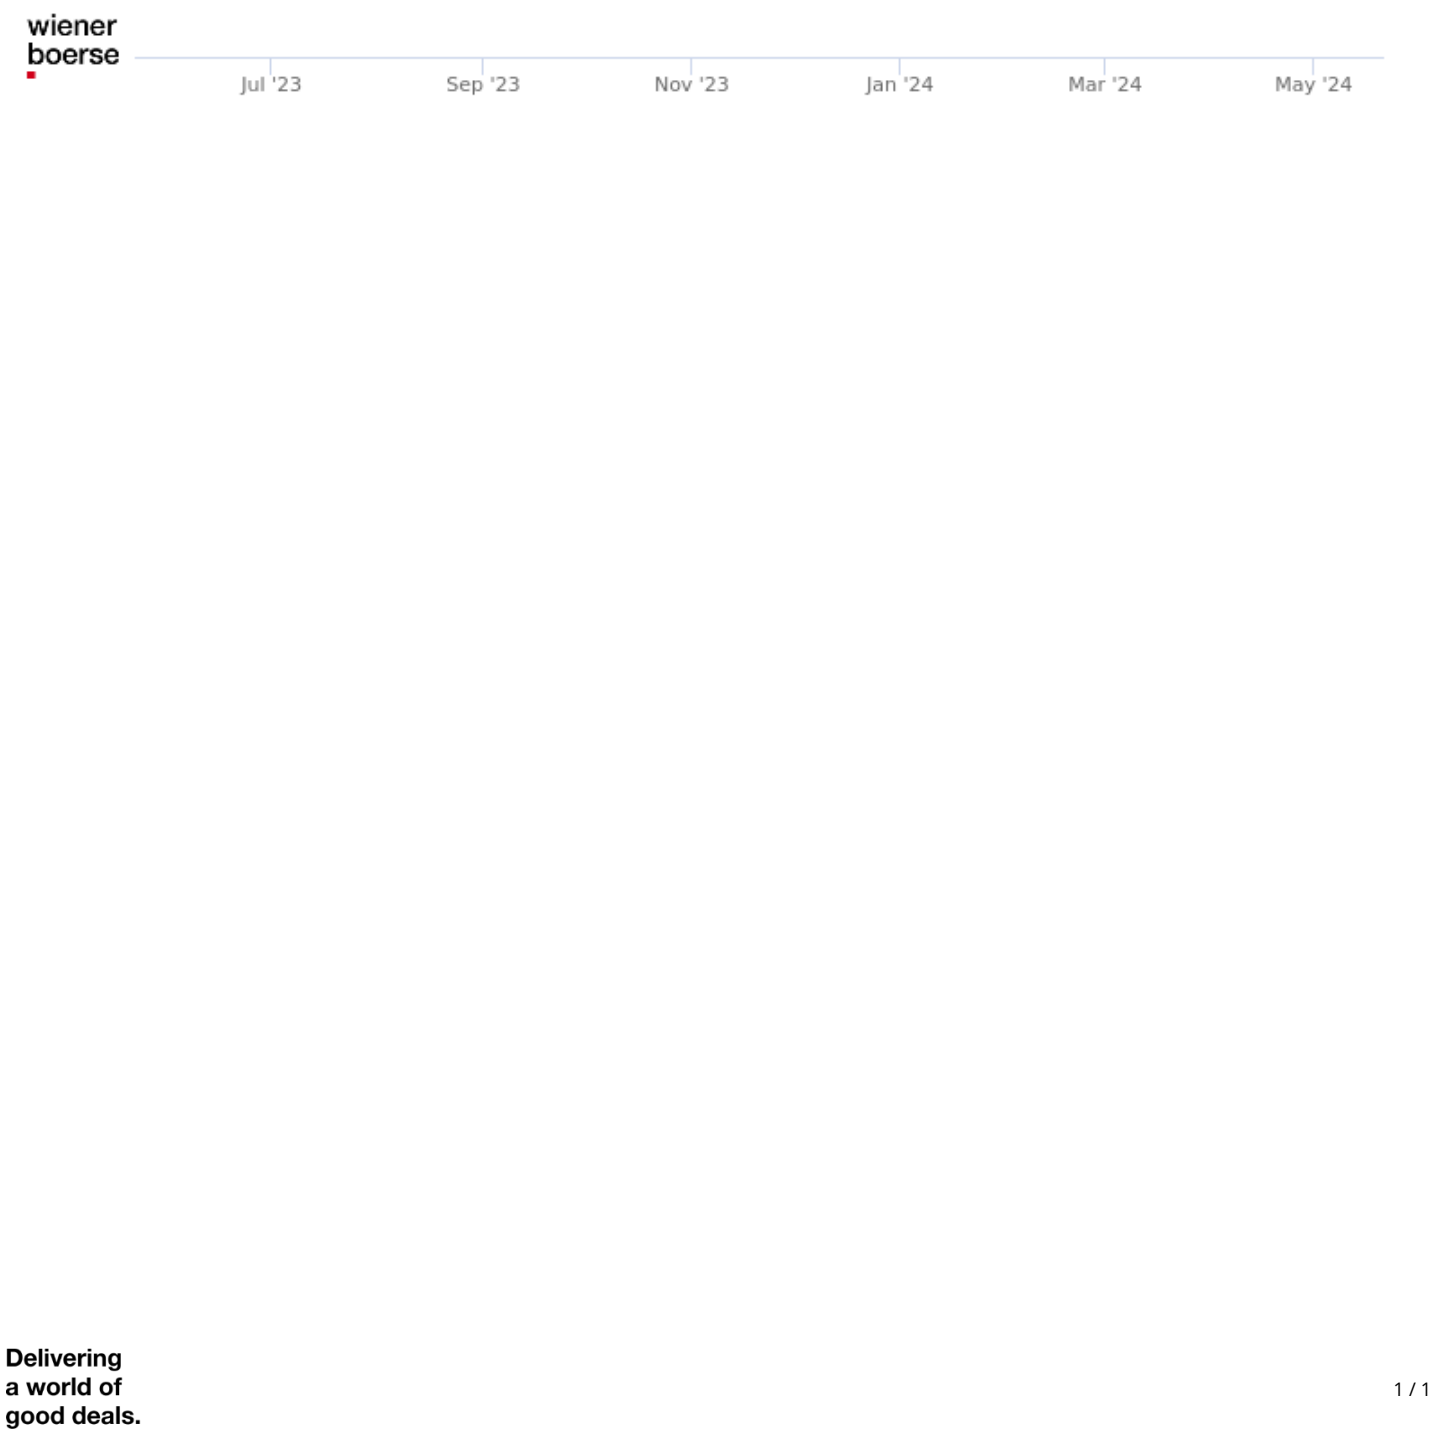 wiener
boerse
Jul '23 Sep '23 Nov '23 Jan '24 Mar '24 May '24
Delivering
a world of
good deals.
1 / 1